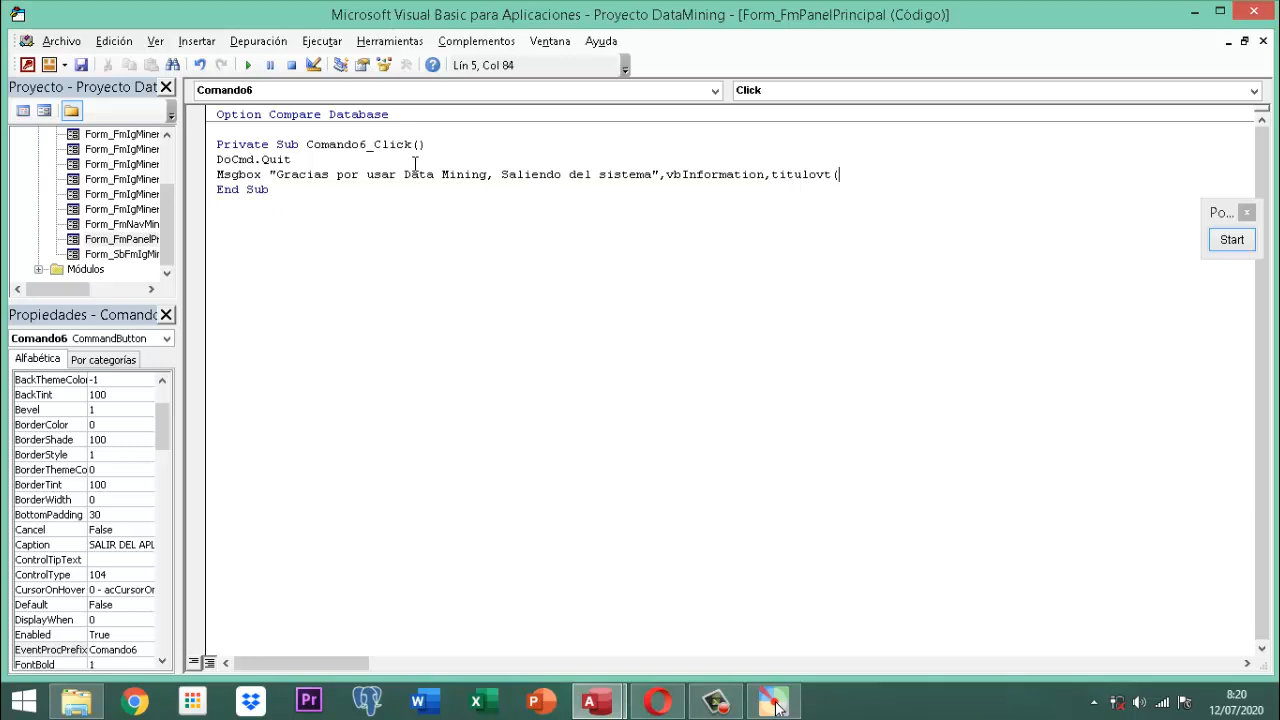 Microsoft Visual Basic para Aplicaciones - Proyecto DataMining - [Form_FmPanelPrincipal (Código)]
Archivo Edición Ver Insertar Depuración Ejecutar Herramientas Complementos Ventana Ayuda
Lín 5, Col 84
Proyecto - Proyecto Dat
Form_FmIgMiner
Form_FmIgMiner
Form_FmIgMiner
Form_FmIgMiner
Form_FmIgMiner
Form_FmIgMiner
Form_FmNavMin
Form_FmPanelPr
Form_SbFmIgMin
Módulos
Propiedades - Comando
Comando6 CommandButton
Alfabética Por categorías
BackThemeColor -1
BackTint 100
Bevel 1
BorderColor 0
BorderShade 100
BorderStyle 1
BorderThemeCo 0
BorderTint 100
BorderWidth 0
BottomPadding 30
Cancel False
Caption SALIR DEL APL
ControlTipText
ControlType 104
CursorOnHover 0 - acCursorOn
Default False
DisplayWhen 0
Enabled True
EventProcPrefix Comando6
FontBold 1
Comando6 Click
Option Compare Database
Private Sub Comando6_Click()
DoCmd.Quit
Msgbox "Gracias por usar Data Mining, Saliendo del sistema",vbInformation,titulovt(
End Sub
Po... x
Start
8:20
12/07/2020